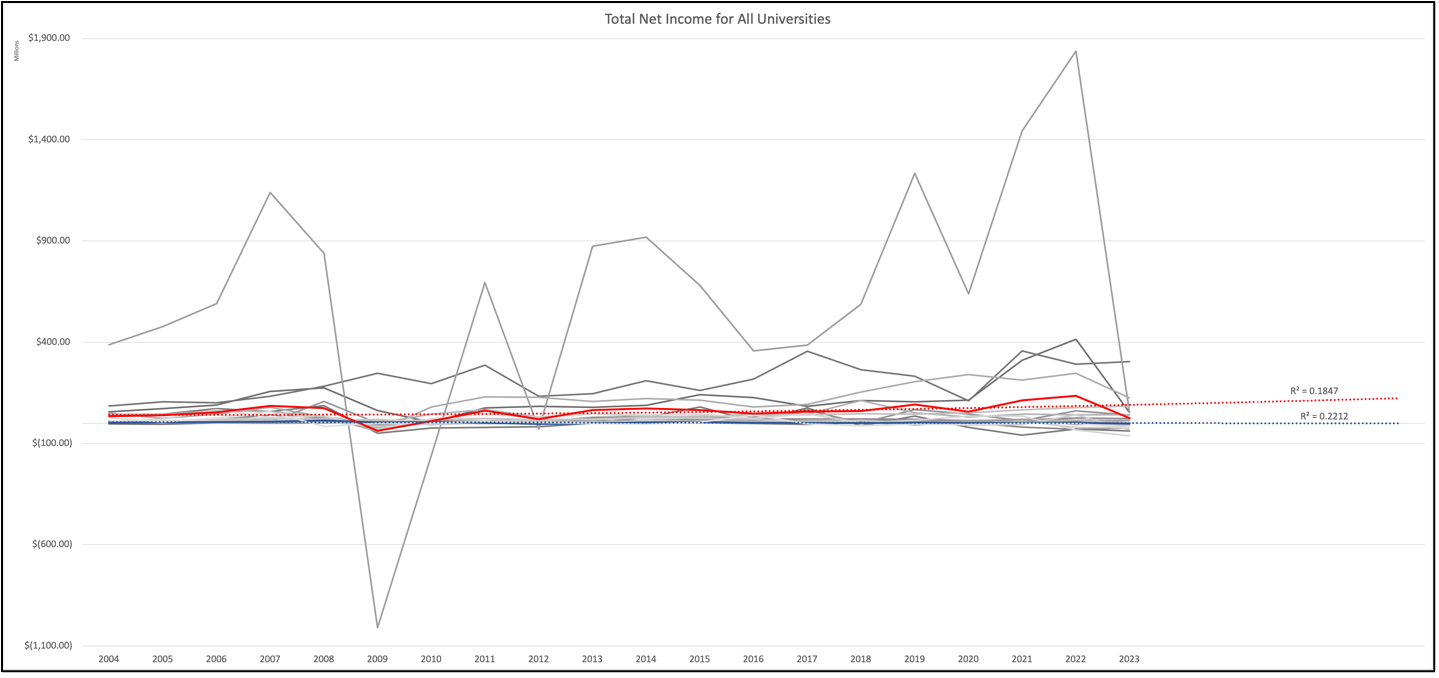 Total Net Income for All Universities
Millions
$1,900.00
$1,400.00
$900.00
$400.00
$(100.00)
$(600.00)
$(1,100.00)
R² = 0.1847
R² = 0.2212
2004 2005 2006 2007 2008 2009 2010 2011 2012 2013 2014 2015 2016 2017 2018 2019 2020 2021 2022 2023